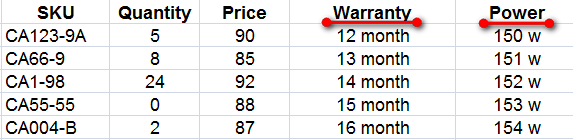 SKU Quantity Price Warranty Power
CA123-9A 5 90 12 month 150 w
CA66-9 8 85 13 month 151 w
CA1-98 24 92 14 month 152 w
CA55-55 0 88 15 month 153 w
CA004-B 2 87 16 month 154 w